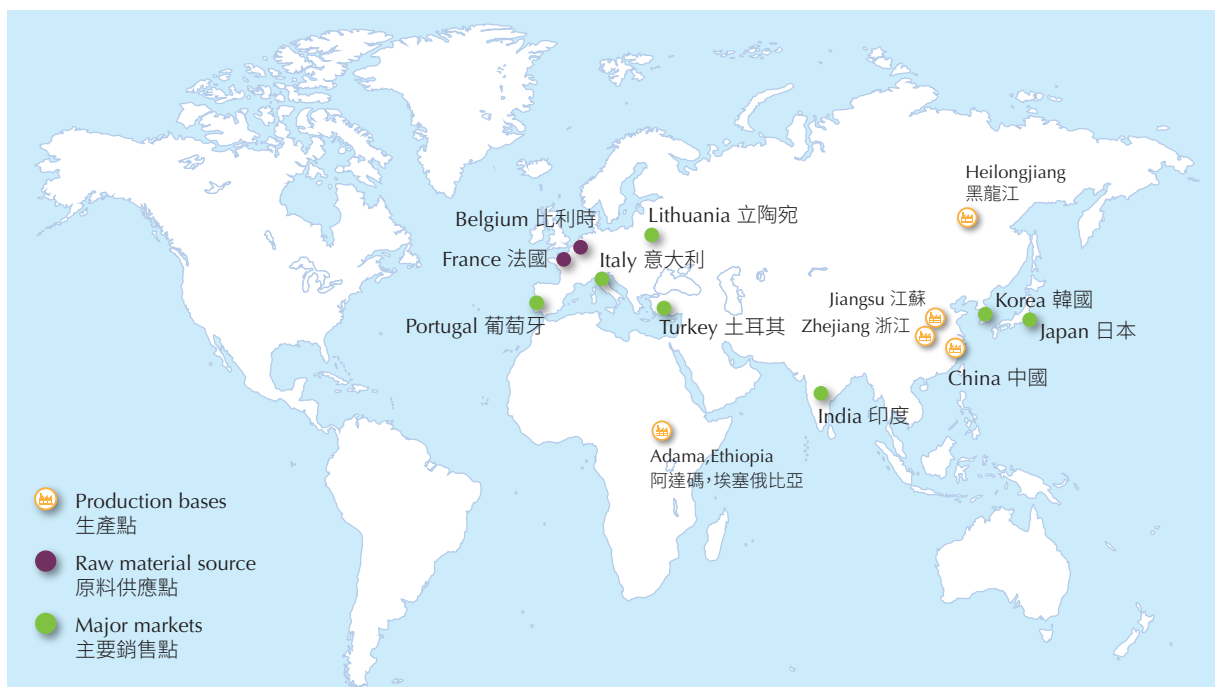 Heilongjiang
黑龍江
Belgium 比利時
Lithuania 立陶宛
France 法國
Italy 意大利
Jiangsu 江蘇
Korea 韓國
Portugal 葡萄牙
Turkey 土耳其
Zhejiang 浙江
Japan 日本
China 中國
India 印度
Adama,Ethiopia
阿達碼，埃塞俄比亞
Production bases
生產點
Raw material source
原料供應點
Major markets
主要銷售點